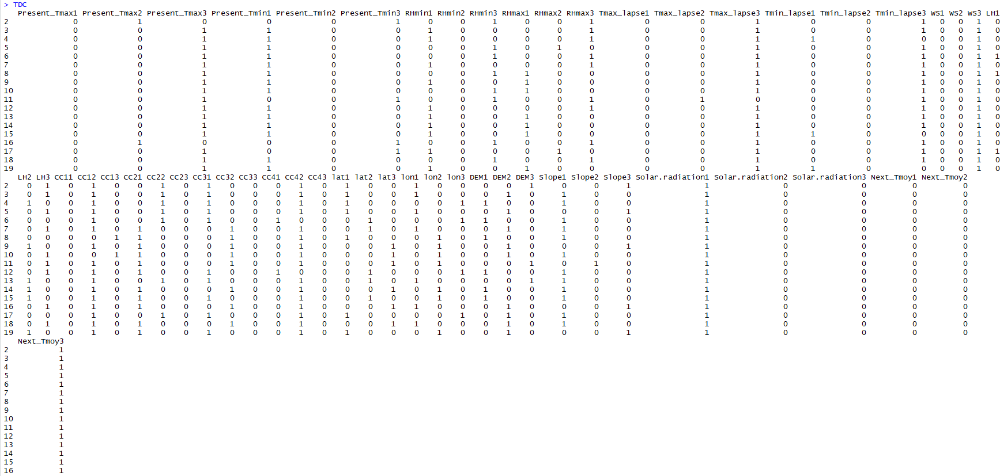 > TDC
Present_Tmax1 Present_Tmax2 Present_Tmax3 Present_Tmin1 Present_Tmin2 Present_Tmin3 RHmin1 RHmin2 RHmin3 RHmax1 RHmax2 RHmax3 Tmax_lapse1 Tmax_lapse2 Tmax_lapse3 Tmin_lapse1 Tmin_lapse2 Tmin_lapse3 WS1 WS2 WS3 LH1
2 0 1 0 0 0 1 0 0 1 0 0 1 0 0 1 0 0 1 0 0 1 0
3 0 0 1 1 0 0 1 0 0 0 0 1 0 0 1 0 0 1 0 0 1 0
4 0 0 1 1 0 0 1 0 0 0 0 1 0 0 1 1 0 0 0 0 1 0
5 0 0 1 1 0 0 0 0 1 0 1 0 0 0 1 0 0 1 0 0 1 0
6 0 0 1 1 0 0 0 0 1 0 0 1 0 0 1 0 0 1 0 0 1 1
7 0 0 1 1 0 0 1 0 0 0 0 1 0 0 1 0 0 1 0 0 1 0
8 0 0 1 1 0 0 0 0 1 1 0 0 0 0 1 0 0 1 0 0 1 1
9 0 0 1 1 0 0 1 0 0 1 0 0 0 0 1 0 0 1 0 0 1 0
10 0 0 1 1 0 0 0 0 1 1 0 0 0 0 1 0 0 1 0 0 1 0
11 0 0 1 0 0 1 0 0 1 0 0 1 0 1 0 0 0 1 0 0 1 0
12 0 0 1 1 0 0 1 0 0 0 0 1 0 0 1 0 0 1 0 0 1 0
13 0 0 1 1 0 0 1 0 0 1 0 0 0 0 1 0 0 1 0 0 1 0
14 0 0 1 1 0 0 1 0 0 1 0 0 0 0 1 0 0 1 0 0 1 0
15 0 0 1 1 0 0 1 0 0 1 0 0 0 0 1 1 0 0 0 0 1 0
16 0 1 0 0 0 1 0 0 1 0 0 1 0 0 1 0 0 1 0 0 1 0
17 0 0 1 0 0 1 1 0 0 0 1 0 0 0 1 0 0 1 0 0 1 1
18 0 0 1 1 0 0 0 0 1 0 0 1 0 0 1 0 0 1 0 0 1 0
19 0 0 1 1 0 0 1 0 0 1 0 0 0 0 1 1 0 0 0 0 1 0
LH2 LH3 CC11 CC12 CC13 CC21 CC22 CC23 CC31 CC32 CC33 CC41 CC42 CC43 lat1 lat2 lat3 lon1 lon2 lon3 DEM1 DEM2 DEM3 Slope1 Slope2 Slope3 Solar.radiation1 Solar.radiation2 Solar.radiation3 Next_Tmoy1 Next_Tmoy2
2 0 1 0 1 0 0 1 0 1 0 0 0 1 0 1 0 0 1 0 0 0 0 1 0 0 1 1 0 0 0 0
3 0 1 0 1 0 0 1 0 1 0 0 0 1 0 1 0 0 1 0 0 0 1 0 1 0 0 1 0 0 0 0
4 1 0 0 1 0 0 1 0 1 0 0 0 1 0 1 0 0 0 0 1 1 0 0 1 0 0 1 0 0 0 0
5 0 1 0 1 0 0 1 0 1 0 0 0 1 0 1 0 0 1 0 0 0 1 0 0 0 1 1 0 0 0 0
6 0 0 0 1 0 0 1 0 1 0 0 1 0 0 0 1 0 0 0 1 1 0 0 1 0 0 1 0 0 0 0
7 0 1 0 1 0 1 0 0 0 1 0 0 1 0 0 1 0 1 0 0 0 1 0 1 0 0 1 0 0 0 0
8 0 0 0 0 1 1 0 0 0 1 0 0 1 0 1 0 0 0 1 0 1 0 0 1 0 0 1 0 0 0 0
9 1 0 0 1 0 1 0 0 0 1 0 0 1 0 0 0 1 0 1 0 0 1 0 0 0 1 1 0 0 0 0
10 0 1 0 0 1 1 0 0 0 1 0 0 1 0 0 0 1 0 1 0 0 1 0 1 0 0 1 0 0 0 0
11 0 1 0 1 0 1 0 0 0 1 0 0 1 0 0 0 1 0 1 0 0 0 1 0 1 0 1 0 0 0 0
12 0 1 0 1 0 1 0 0 1 0 0 1 0 0 0 1 0 0 0 1 1 0 0 1 0 0 1 0 0 0 0
13 1 0 0 1 0 0 1 0 1 0 0 0 1 0 0 1 0 1 0 0 0 0 1 1 0 0 1 0 0 0 0
14 1 0 0 1 0 1 0 0 0 1 0 0 1 0 0 0 1 0 1 0 1 0 0 1 0 0 1 0 0 0 0
15 1 0 0 1 0 1 0 0 1 0 0 0 1 0 0 1 0 0 1 0 1 0 0 1 0 0 1 0 0 0 0
16 0 1 0 1 0 1 0 0 0 1 0 0 1 0 0 0 1 1 0 0 0 1 0 0 0 1 1 0 0 0 0
17 0 0 0 1 0 0 1 0 1 0 0 0 1 0 1 0 0 0 0 1 0 1 0 1 0 0 1 0 0 0 0
18 0 1 0 1 0 1 0 0 0 1 0 0 1 0 0 0 1 1 0 0 0 1 0 1 0 0 1 0 0 0 0
19 1 0 0 1 0 1 0 0 1 0 0 0 1 0 1 0 0 0 1 0 0 1 0 0 0 1 1 0 0 0 0
Next_Tmoy3
2 1
3 1
4 1
5 1
6 1
7 1
8 1
9 1
10 1
11 1
12 1
13 1
14 1
15 1
16 1